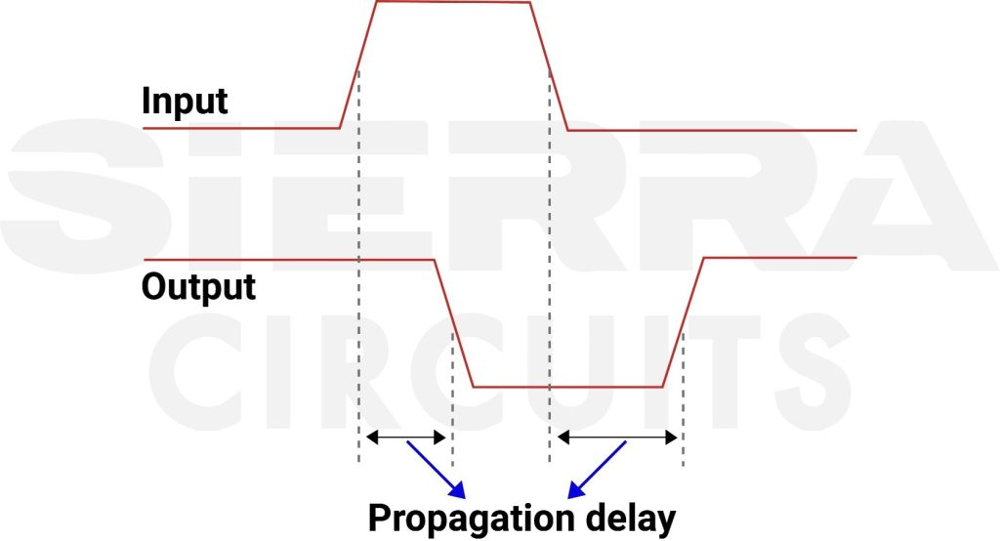 Input
SiERRA
Output
CIRCUITS
Propagation delay